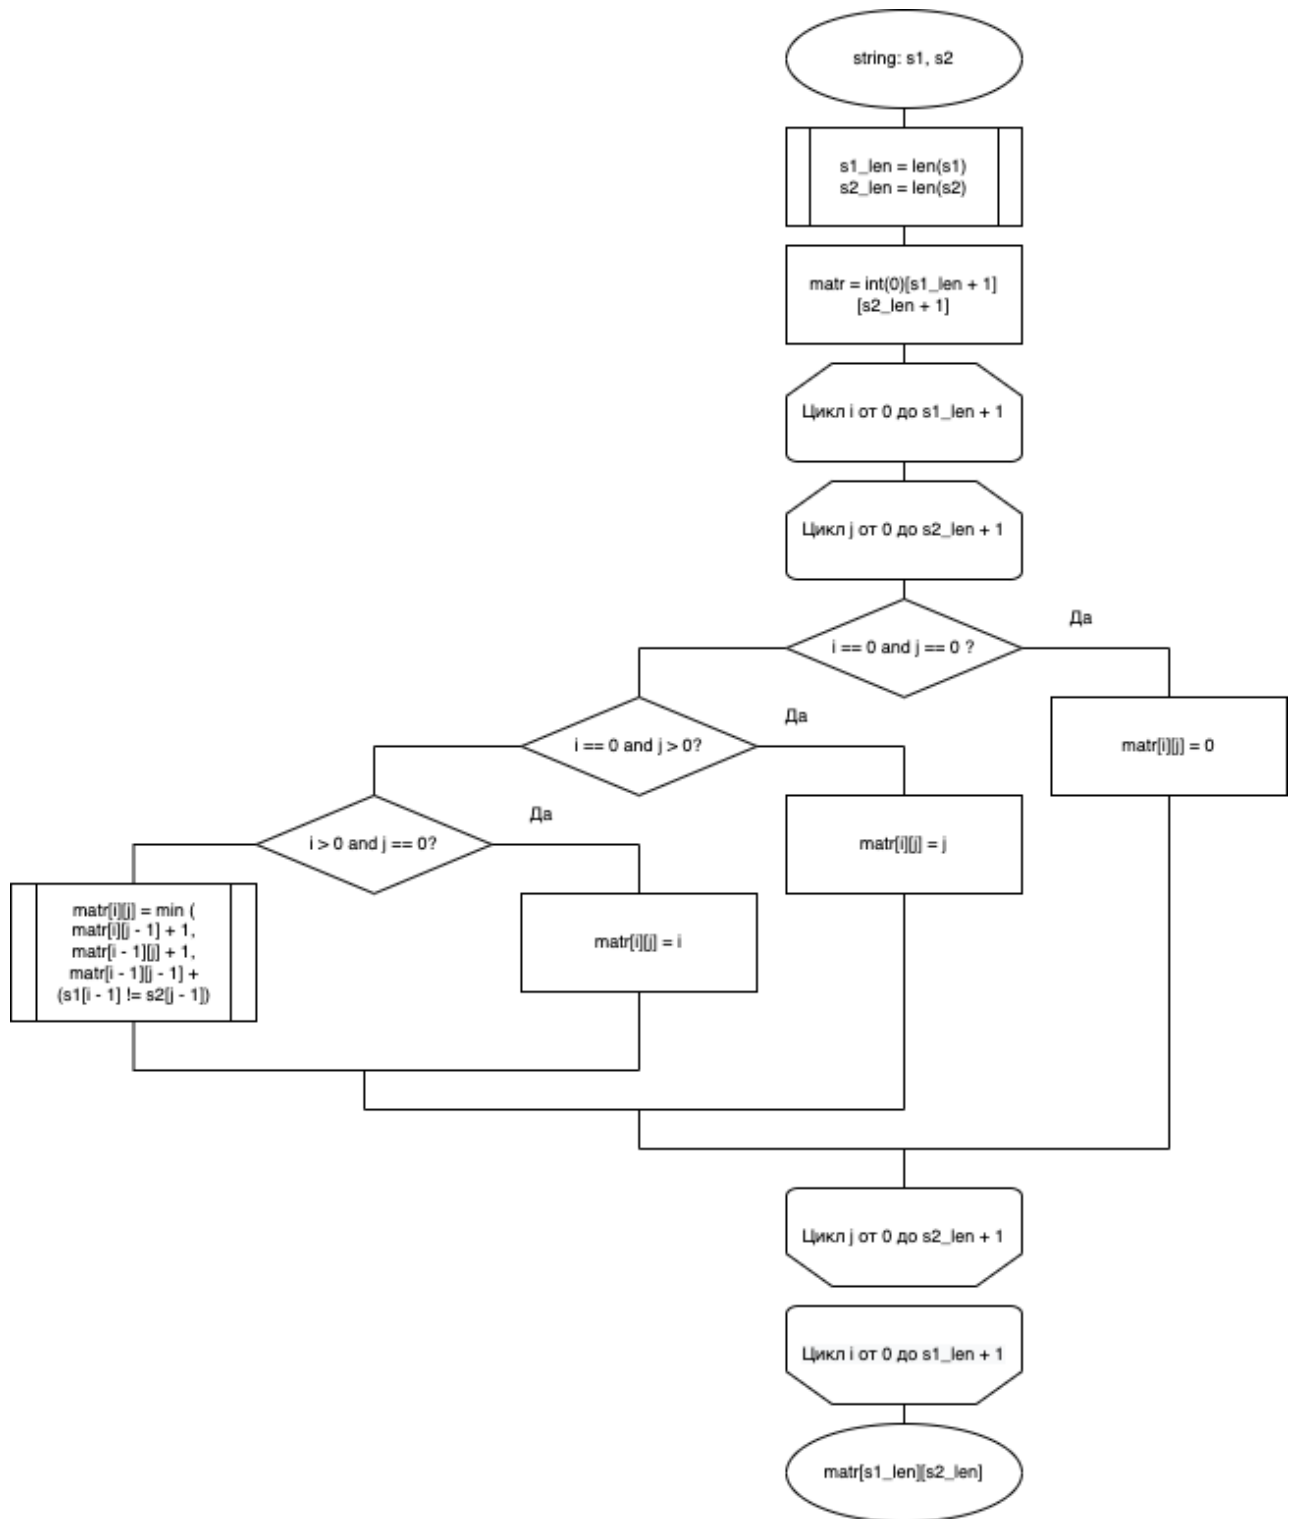 string: s1, s2
s1_len = len(s1)
s2_len = len(s2)
matr = int(0)[s1_len + 1]
[s2_len + 1]
Цикл i от 0 до s1_len + 1
Цикл j от 0 до s2_len + 1
i == 0 and j == 0 ?
Да
i == 0 and j > 0?
Да
matr[i][j] = 0
i > 0 and j == 0?
Да
matr[i][j] = j
matr[i][j] = min (
matr[i][j - 1] + 1,
matr[i - 1][j] + 1,
matr[i - 1][j - 1] +
(s1[i - 1] != s2[j - 1])
matr[i][j] = i
Цикл j от 0 до s2_len + 1
Цикл i от 0 до s1_len + 1
matr[s1_len][s2_len]